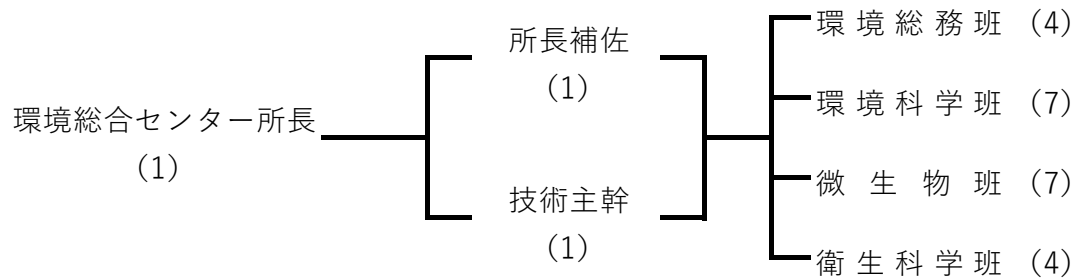 環境総合センター所長
(1)
所長補佐
(1)
技術主幹
(1)
環境総務班 (4)
環境科学班 (7)
微生物班 (7)
衛生科学班 (4)